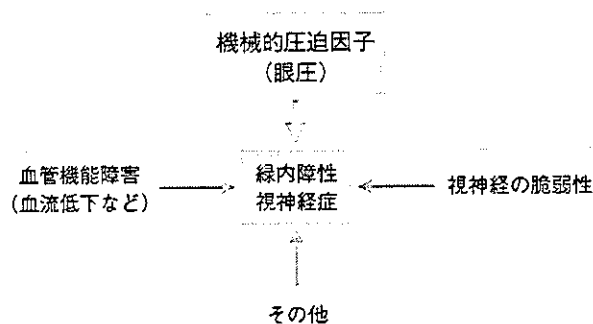 機械的圧迫因子
（眼圧）
血管機能障害
（血流低下など）
緑内障性
視神経症
視神経の脆弱性
その他